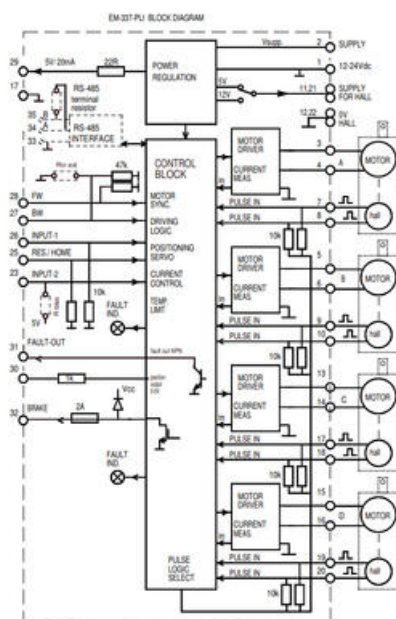 EM-337-PLI BLOCK DIAGRAM
29
5V/ 20mA
22R
POWER
REGULATION
Vsupp.
2
SUPPLY
1
12-24Vdc
17
5V
12V
11,21
SUPPLY
FOR HALL
12,22
0V
HALL
RS-485
terminal
resistor
35
B
34
A
33
RS-485
INTERFACE
CONTROL
BLOCK
47k
28
FW
MOTOR
SYNC.
27
BW
DRIVING
LOGIC
26
INPUT-1
POSITIONING
SERVO
25
RES./ HOME
23
INPUT-2
CURRENT
CONTROL
10k
5V
TEMP
LIMIT
FAULT
IND.
31
FAULT-OUT
fault out NPN
30
1k
32
BRAKE
2A
Vcc
FAULT
IND.
PULSE
LOGIC
SELECT
MOTOR
DRIVER
CURRENT
MEAS
3
4
A
MOTOR
PULSE IN
7
PULSE IN
8
hall
10k
MOTOR
DRIVER
CURRENT
MEAS.
5
6
B
MOTOR
PULSE IN
9
PULSE IN
10
hall
10k
MOTOR
DRIVER
CURRENT
MEAS.
13
14
C
MOTOR
PULSE IN
17
PULSE IN
18
hall
10k
MOTOR
DRIVER
CURRENT
MEAS.
15
16
D
MOTOR
PULSE IN
19
PULSE IN
20
hall
10k